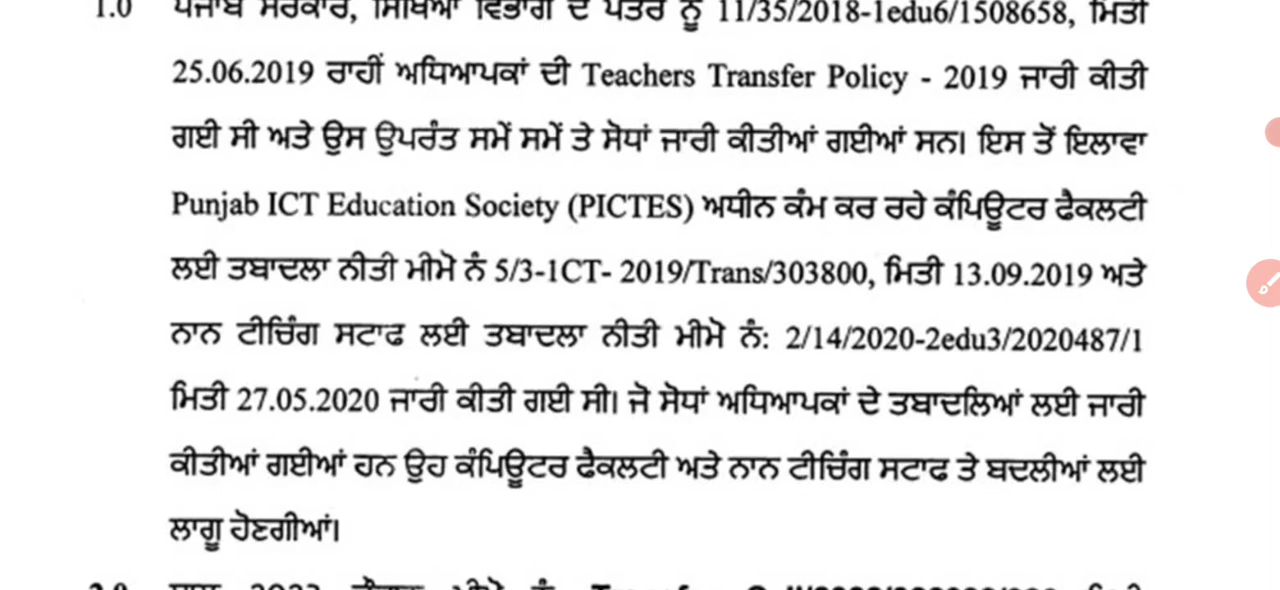 1.0 ਪੰਜਾਬ ਸਰਕਾਰ, ਸਿੱਖਿਆ ਵਿਭਾਗ ਦੇ ਪੱਤਰ ਨੂੰ 11/35/2018-1edu6/1508658, ਮਿਤੀ
25.06.2019 ਰਾਹੀਂ ਅਧਿਆਪਕਾਂ ਦੀ Teachers Transfer Policy - 2019 ਜਾਰੀ ਕੀਤੀ
ਗਈ ਸੀ ਅਤੇ ਉਸ ਉਪਰੰਤ ਸਮੇਂ ਸਮੇਂ ਤੇ ਸੋਧਾਂ ਜਾਰੀ ਕੀਤੀਆਂ ਗਈਆਂ ਸਨ। ਇਸ ਤੋਂ ਇਲਾਵਾ
Punjab ICT Education Society (PICTES) ਅਧੀਨ ਕੰਮ ਕਰ ਰਹੇ ਕੰਪਿਊਟਰ ਫੈਕਲਟੀ
ਲਈ ਤਬਾਦਲਾ ਨੀਤੀ ਮੀਮੋ ਨੰ 5/3-1CT- 2019/Trans/303800, ਮਿਤੀ 13.09.2019 ਅਤੇ
ਨਾਨ ਟੀਚਿੰਗ ਸਟਾਫ ਲਈ ਤਬਾਦਲਾ ਨੀਤੀ ਮੀਮੋ ਨੰ: 2/14/2020-2edu3/2020487/1
ਮਿਤੀ 27.05.2020 ਜਾਰੀ ਕੀਤੀ ਗਈ ਸੀ। ਜੋ ਸੋਧਾਂ ਅਧਿਆਪਕਾਂ ਦੇ ਤਬਾਦਲਿਆਂ ਲਈ ਜਾਰੀ
ਕੀਤੀਆਂ ਗਈਆਂ ਹਨ ਉਹ ਕੰਪਿਊਟਰ ਫੈਕਲਟੀ ਅਤੇ ਨਾਨ ਟੀਚਿੰਗ ਸਟਾਫ ਤੇ ਬਦਲੀਆਂ ਲਈ
ਲਾਗੂ ਹੋਣਗੀਆਂ।